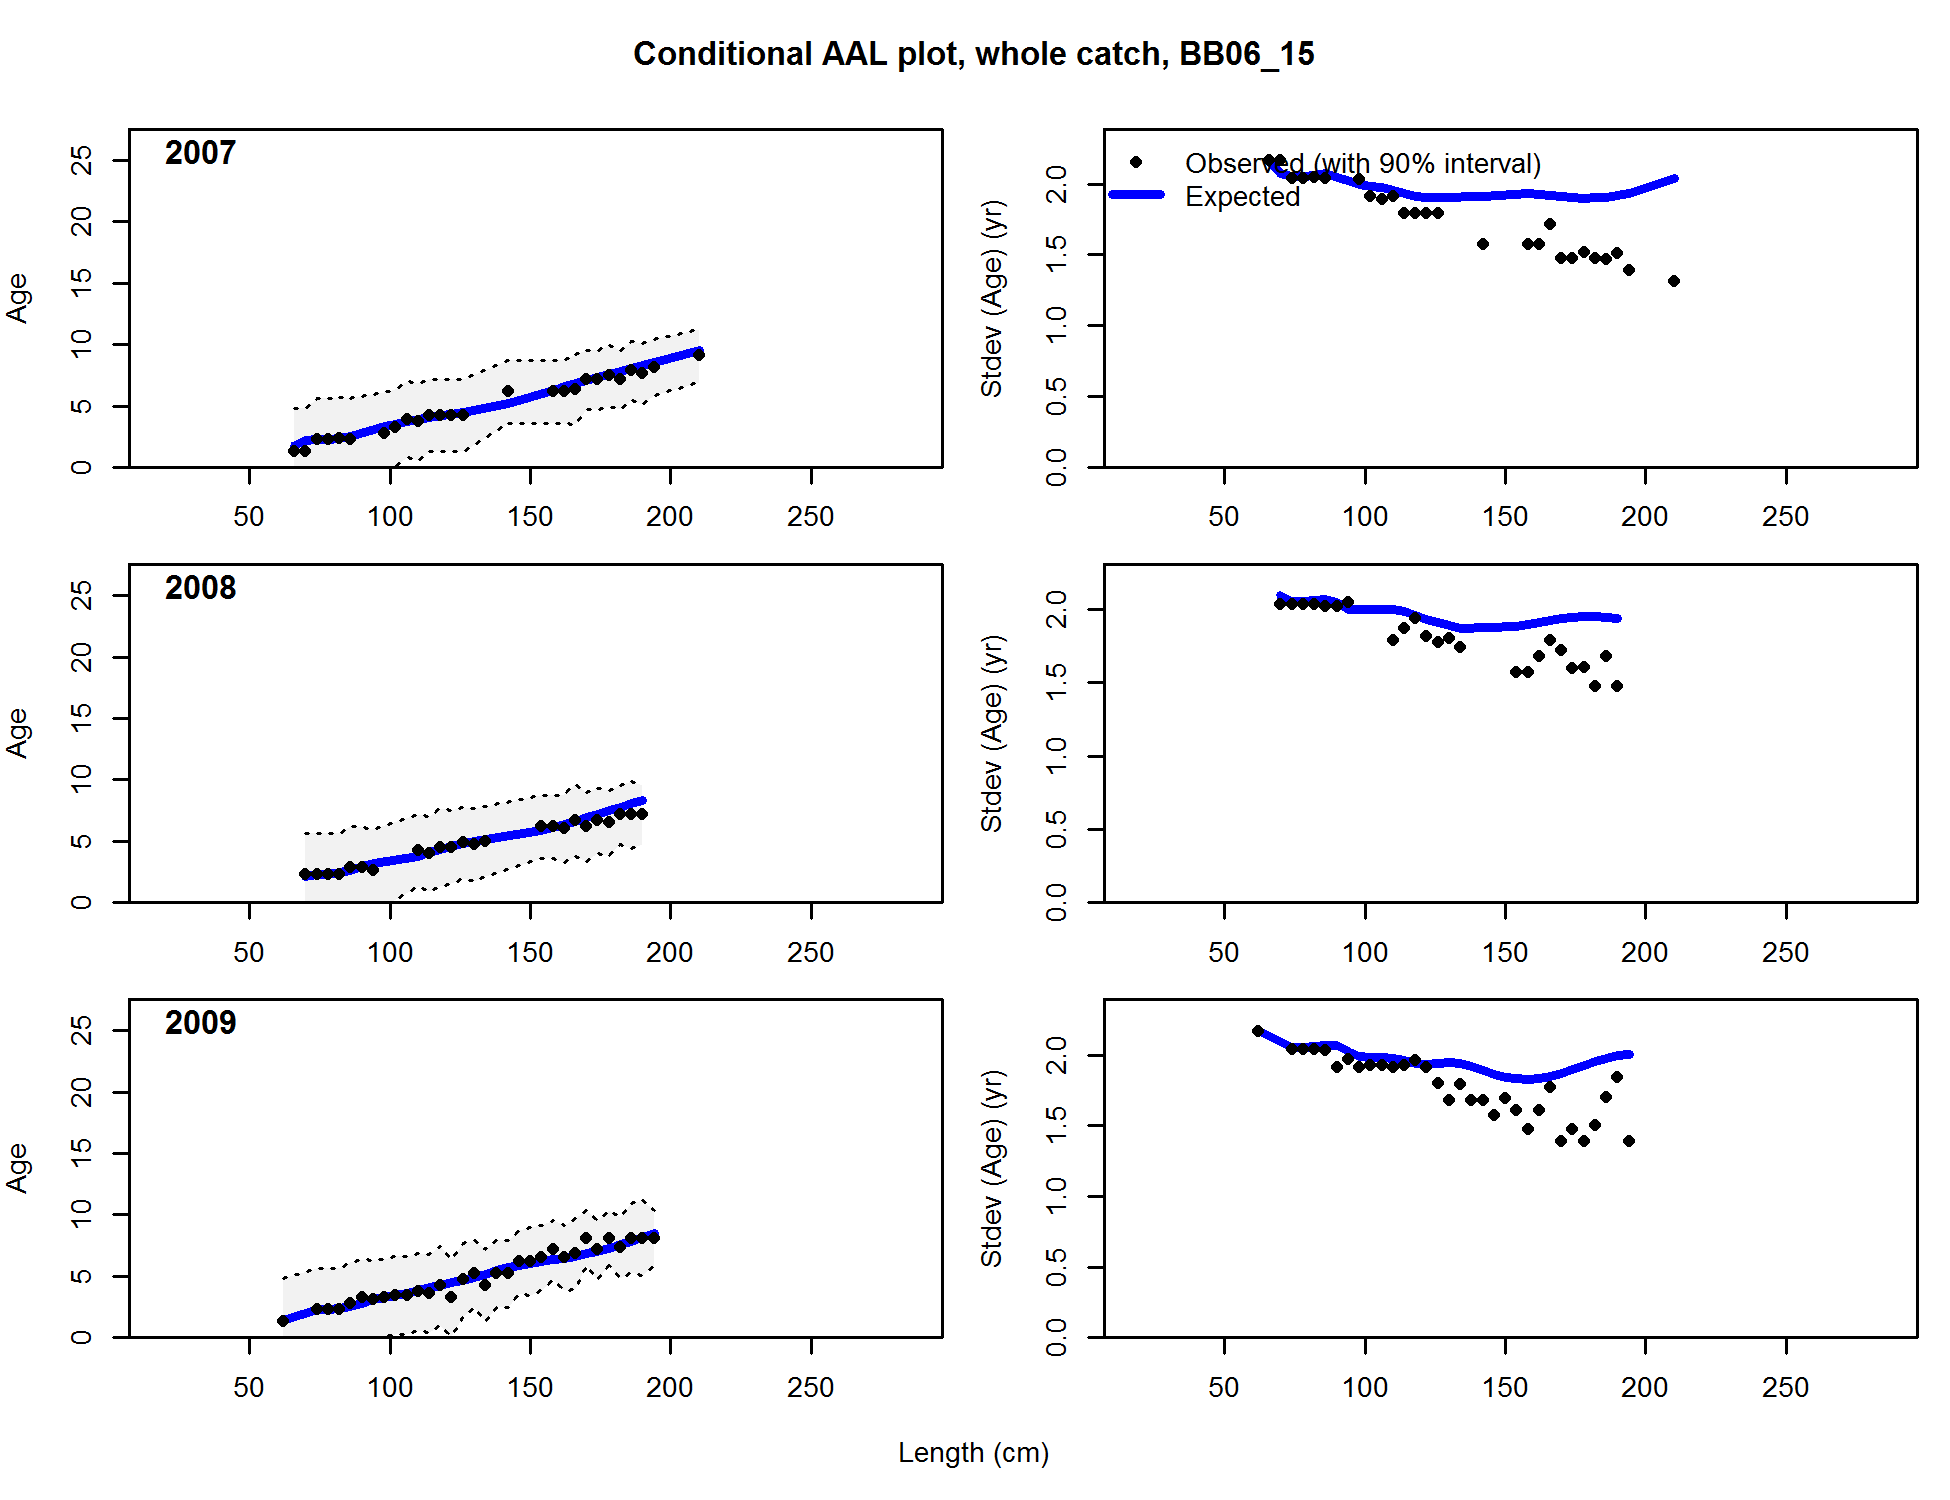 Conditional AAL plot, whole catch, BB06_15
2007
Age
0 5 10 15 20 25
50 100 150 200 250
Observed (with 90% interval)
Expected
Stdev (Age) (yr)
0.0 0.5 1.0 1.5 2.0
50 100 150 200 250
2008
Age
0 5 10 15 20 25
50 100 150 200 250
Stdev (Age) (yr)
0.0 0.5 1.0 1.5 2.0
50 100 150 200 250
2009
Age
0 5 10 15 20 25
50 100 150 200 250
Stdev (Age) (yr)
0.0 0.5 1.0 1.5 2.0
50 100 150 200 250
Length (cm)